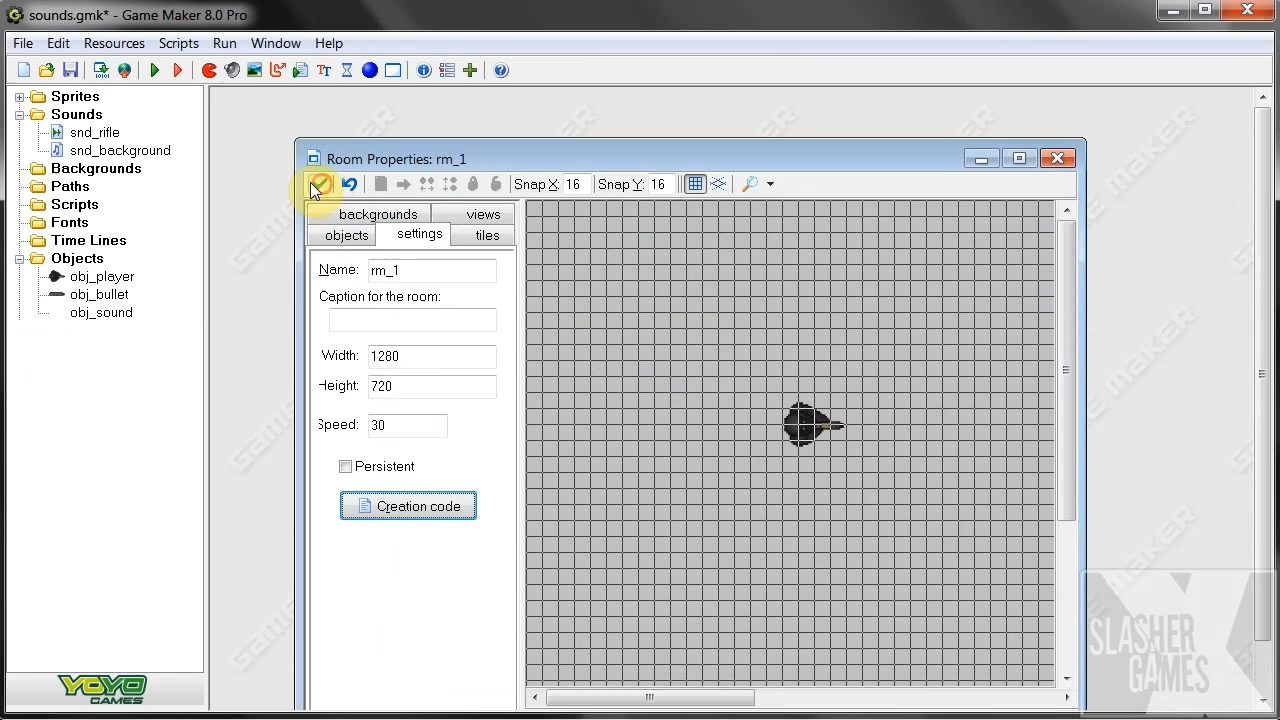 sounds.gmk* - Game Maker 8.0 Pro
File Edit Resources Scripts Run Window Help
Sprites
Sounds
snd_rifle
snd_background
Backgrounds
Paths
Scripts
Fonts
Time Lines
Objects
obj_player
obj_bullet
obj_sound
YOYO
GAMES
Room Properties: rm_1
Snap X: 16 Snap Y: 16
backgrounds views
objects settings tiles
Name: rm_1
Caption for the room:
Width: 1280
Height: 720
Speed: 30
Persistent
Creation code
SLASHER
GAMES